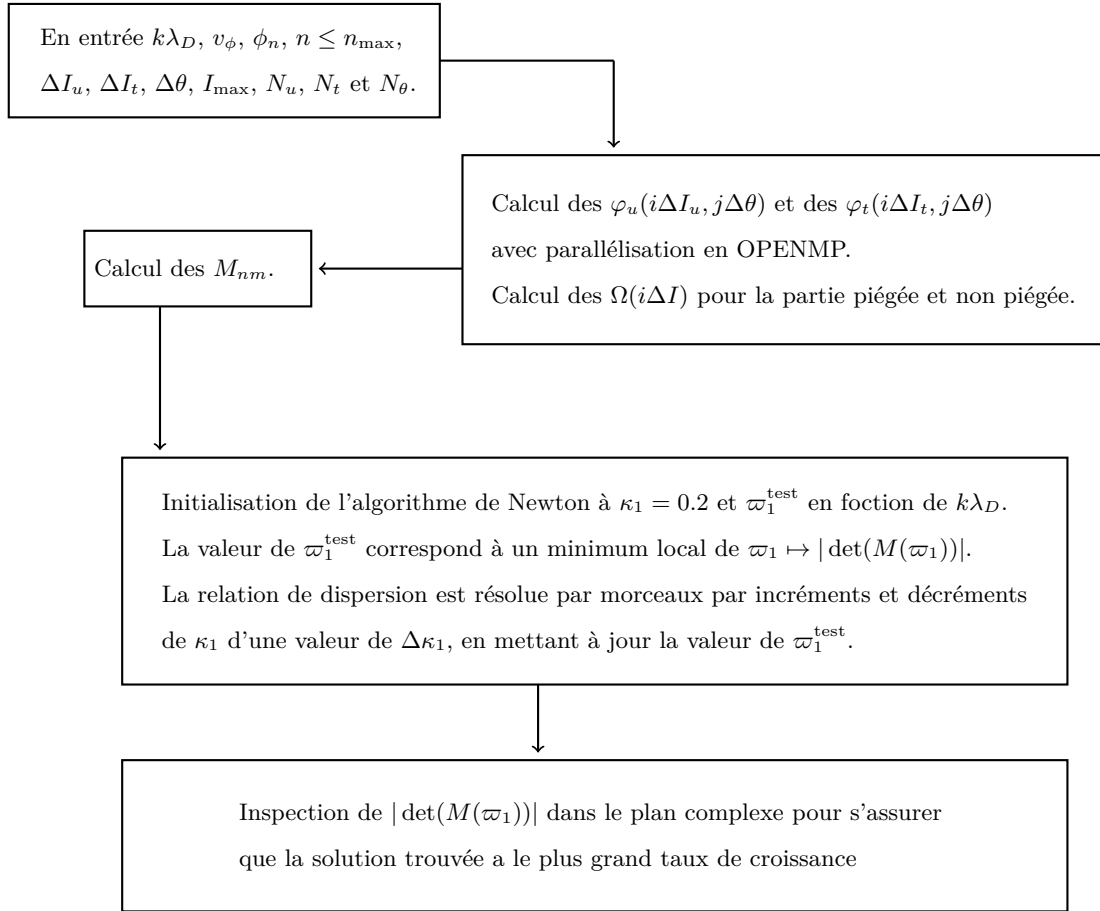 En entrée $k\lambda_D$, $v_\phi$, $\phi_n$, $n \leq n_{\max}$,
$\Delta I_u$, $\Delta I_t$, $\Delta\theta$, $I_{\max}$, $N_u$, $N_t$ et $N_\theta$.
Calcul des $\varphi_u(i\Delta I_u, j\Delta\theta)$ et des $\varphi_t(i\Delta I_t, j\Delta\theta)$
avec parallélisation en OPENMP.
Calcul des $\Omega(i\Delta I)$ pour la partie piégée et non piégée.
Calcul des $M_{nm}$.
Initialisation de l'algorithme de Newton à $\kappa_1 = 0.2$ et $\varpi_1^{\text{test}}$ en foction de $k\lambda_D$.
La valeur de $\varpi_1^{\text{test}}$ correspond à un minimum local de $\varpi_1 \mapsto |\det(M(\varpi_1))|$.
La relation de dispersion est résolue par morceaux par incréments et décréments
de $\kappa_1$ d'une valeur de $\Delta\kappa_1$, en mettant à jour la valeur de $\varpi_1^{\text{test}}$.
Inspection de $|\det(M(\varpi_1))|$ dans le plan complexe pour s'assurer
que la solution trouvée a le plus grand taux de croissance